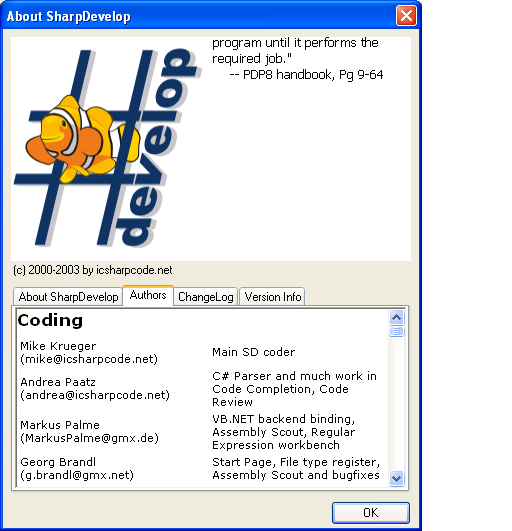 About SharpDevelop
program until it performs the
required job."
-- PDP8 handbook, Pg 9-64
develop
(c) 2000-2003 by icsharpcode.net
About SharpDevelop
Authors
ChangeLog
Version Info
Coding
Mike Krueger
(mike@icsharpcode.net)
Main SD coder
Andrea Paatz
(andrea@icsharpcode.net)
C# Parser and much work in
Code Completion, Code
Review
Markus Palme
(MarkusPalme@gmx.de)
VB.NET backend binding,
Assembly Scout, Regular
Expression workbench
Georg Brandl
(g.brandl@gmx.net)
Start Page, File type register,
Assembly Scout and bugfixes
OK